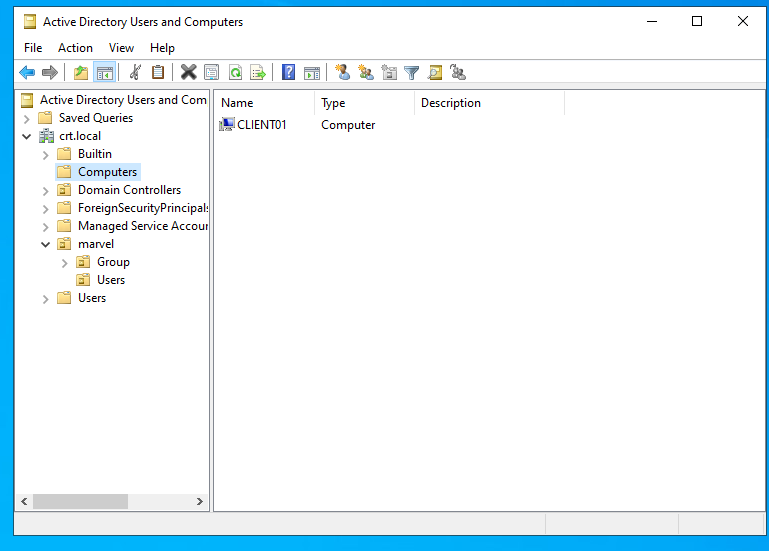 Active Directory Users and Computers
File Action View Help
Active Directory Users and Com
Saved Queries
crt.local
Builtin
Computers
Domain Controllers
ForeignSecurityPrincipals
Managed Service Accour
marvel
Group
Users
Users
Name Type Description
CLIENT01 Computer